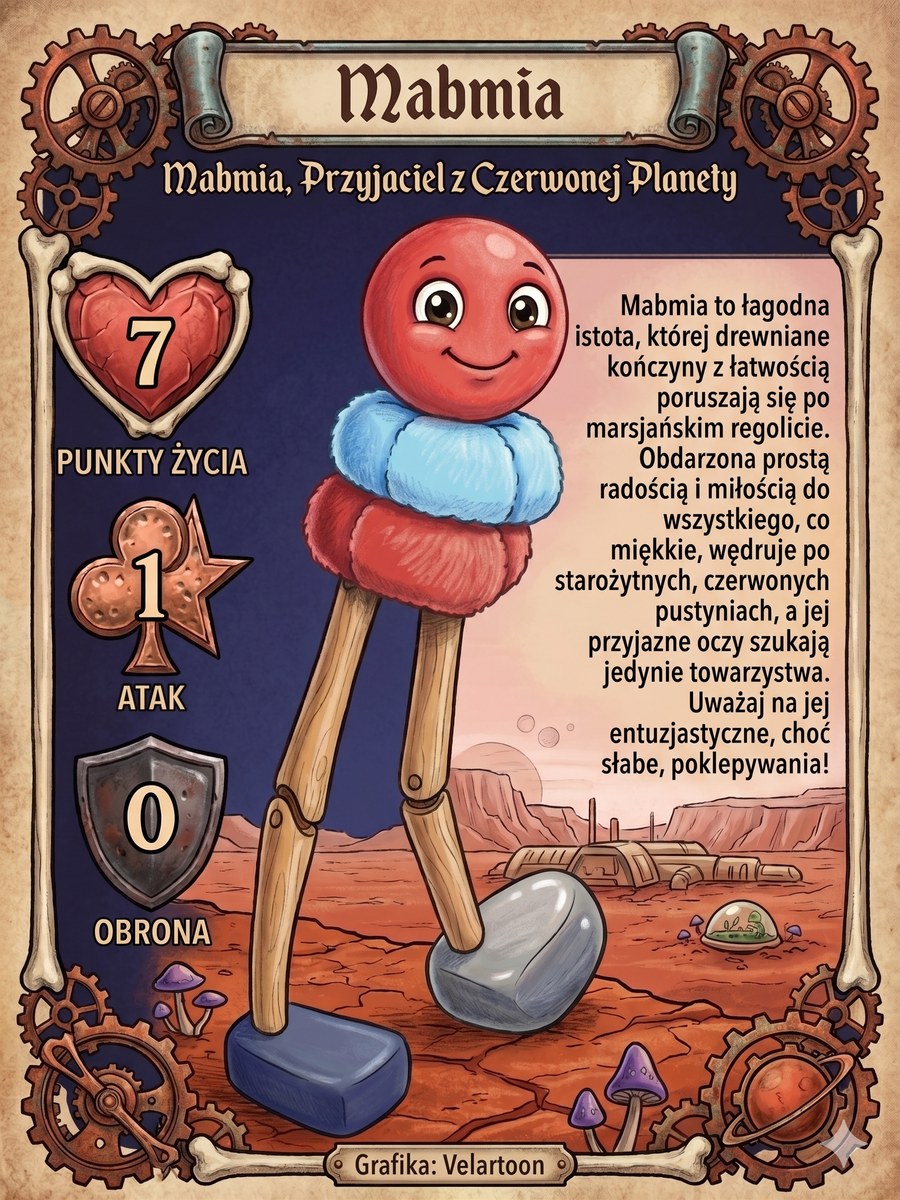 Mabmia
Mabmia, Przyjaciel z Czerwonej Planety
7
PUNKTY ŻYCIA
1
ATAK
0
OBRONA
Mabmia to łagodna
istota, której drewniane
kończyny z łatwością
poruszają się po
marsjańskim regolicie.
Obdarzona prostą
radością i miłością do
wszystkiego, co
miękkie, wędruje po
starożytnych, czerwonych
pustyniach, a jej
przyjazne oczy szukają
jedynie towarzystwa.
Uważaj na jej
entuzjastyczne, choć
słabe, poklepywania!
Grafika: Velartoon